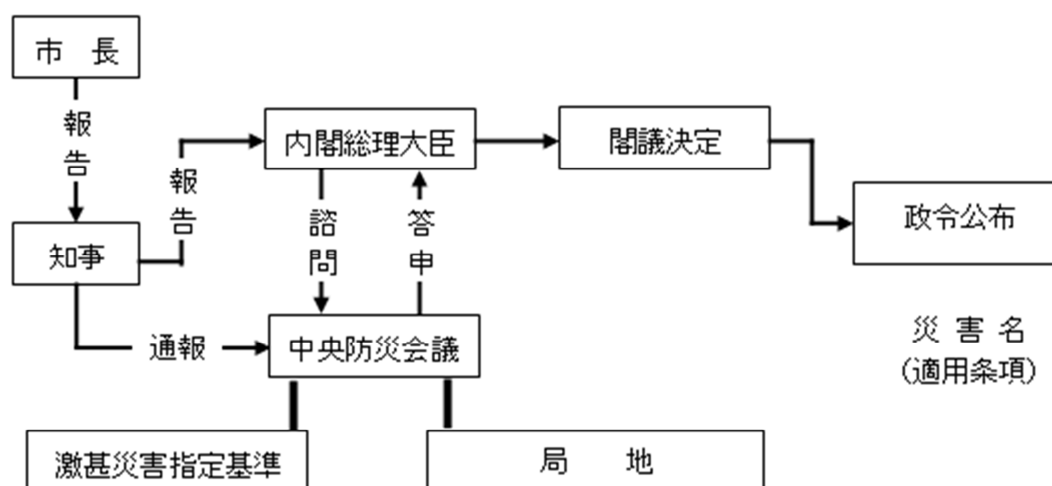 市　長
報告
内閣総理大臣
閣議決定
報告
政令公布
知事
諮問
答申
通報
中央防災会議
災 害 名
(適用条項)
激甚災害指定基準
局　　地